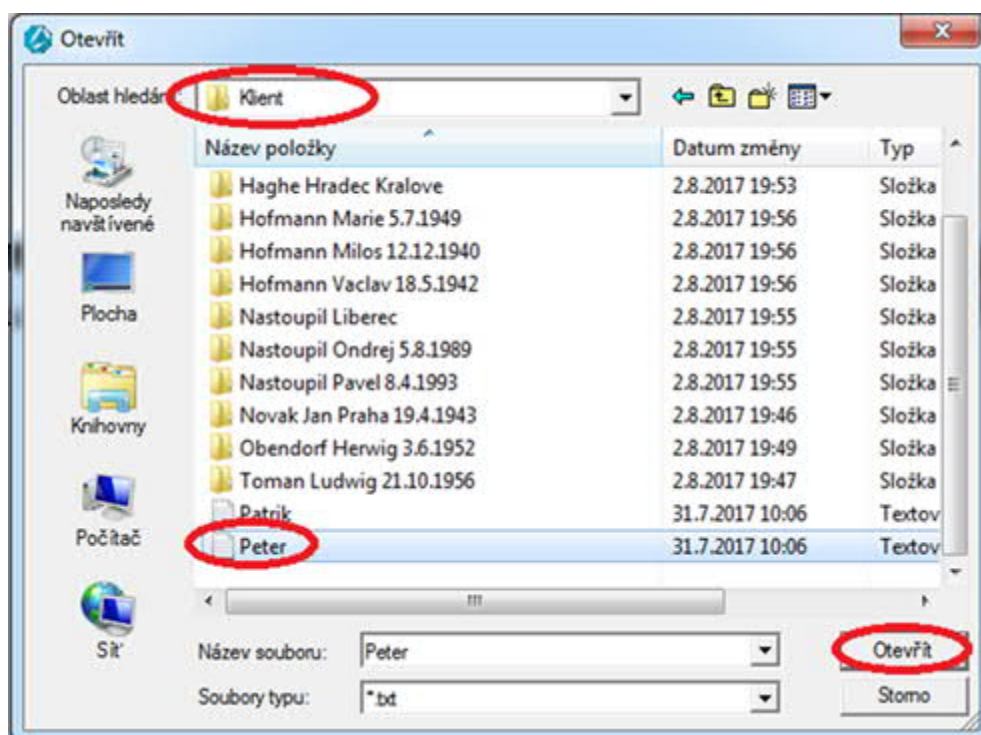 Otevřít
Oblast hledání: Klient
Název položky Datum změny Typ
Haghe Hradec Kralove 2.8.2017 19:53 Složka
Hofmann Marie 5.7.1949 2.8.2017 19:56 Složka
Hofmann Milos 12.12.1940 2.8.2017 19:56 Složka
Hofmann Vaclav 18.5.1942 2.8.2017 19:56 Složka
Nastoupil Liberec 2.8.2017 19:55 Složka
Nastoupil Ondrej 5.8.1989 2.8.2017 19:55 Složka
Nastoupil Pavel 8.4.1993 2.8.2017 19:55 Složka
Novak Jan Praha 19.4.1943 2.8.2017 19:46 Složka
Obendorf Herwig 3.6.1952 2.8.2017 19:49 Složka
Toman Ludwig 21.10.1956 2.8.2017 19:47 Složka
Patrik 31.7.2017 10:06 Textov
Peter 31.7.2017 10:06 Textov
Naposledy
navštívené
Plocha
Knihovny
Počítač
Síť
Název souboru: Peter Otevřít
Soubory typu: *.txt Storno